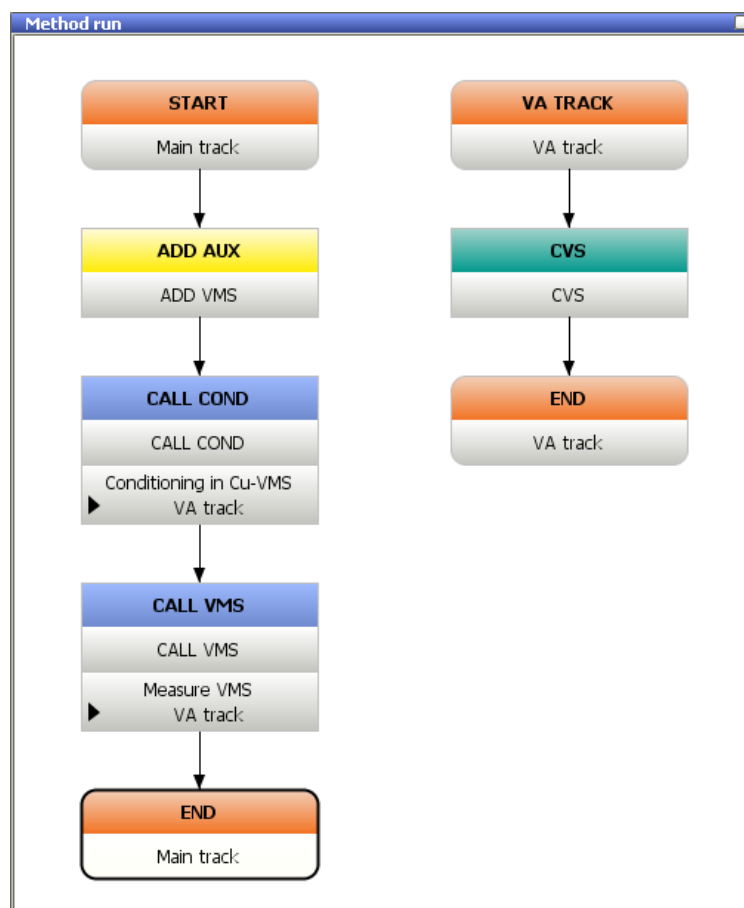 Method run
START
Main track
ADD AUX
ADD VMS
CALL COND
CALL COND
Conditioning in Cu-VMS
VA track
CALL VMS
CALL VMS
Measure VMS
VA track
END
Main track
VA TRACK
VA track
CVS
CVS
END
VA track